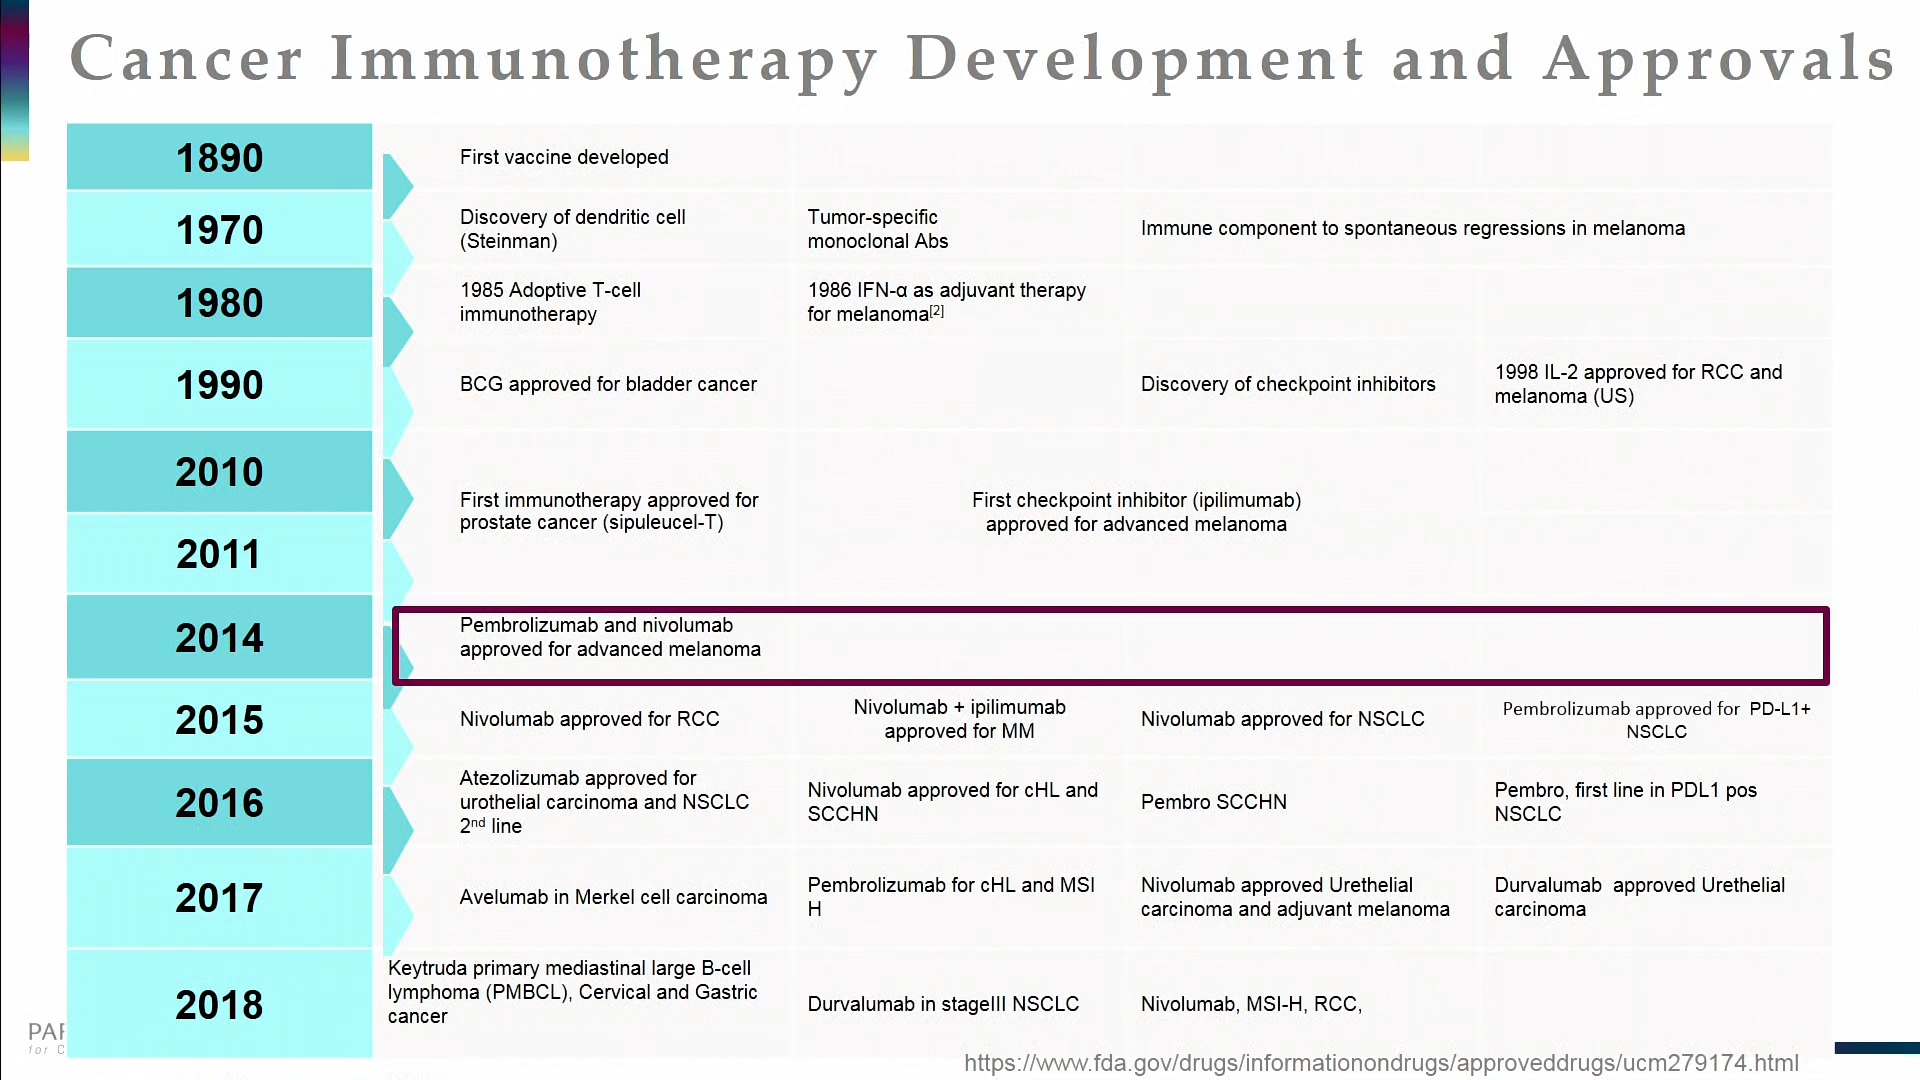 Cancer Immunotherapy Development and Approvals
1890
First vaccine developed
1970
Discovery of dendritic cell
(Steinman)
Tumor-specific
monoclonal Abs
Immune component to spontaneous regressions in melanoma
1980
1985 Adoptive T-cell
immunotherapy
1986 IFN-α as adjuvant therapy
for melanoma[2]
1990
BCG approved for bladder cancer
Discovery of checkpoint inhibitors
1998 IL-2 approved for RCC and
melanoma (US)
2010
2011
First immunotherapy approved for
prostate cancer (sipuleucel-T)
First checkpoint inhibitor (ipilimumab)
approved for advanced melanoma
2014
Pembrolizumab and nivolumab
approved for advanced melanoma
2015
Nivolumab approved for RCC
Nivolumab + ipilimumab
approved for MM
Nivolumab approved for NSCLC
Pembrolizumab approved for PD-L1+
NSCLC
2016
Atezolizumab approved for
urothelial carcinoma and NSCLC
2nd line
Nivolumab approved for cHL and
SCCHN
Pembro SCCHN
Pembro, first line in PDL1 pos
NSCLC
2017
Avelumab in Merkel cell carcinoma
Pembrolizumab for cHL and MSI
H
Nivolumab approved Urethelial
carcinoma and adjuvant melanoma
Durvalumab approved Urethelial
carcinoma
2018
Keytruda primary mediastinal large B-cell
lymphoma (PMBCL), Cervical and Gastric
cancer
Durvalumab in stageIII NSCLC
Nivolumab, MSI-H, RCC,
for C
https://www.fda.gov/drugs/informationondrugs/approveddrugs/ucm279174.html